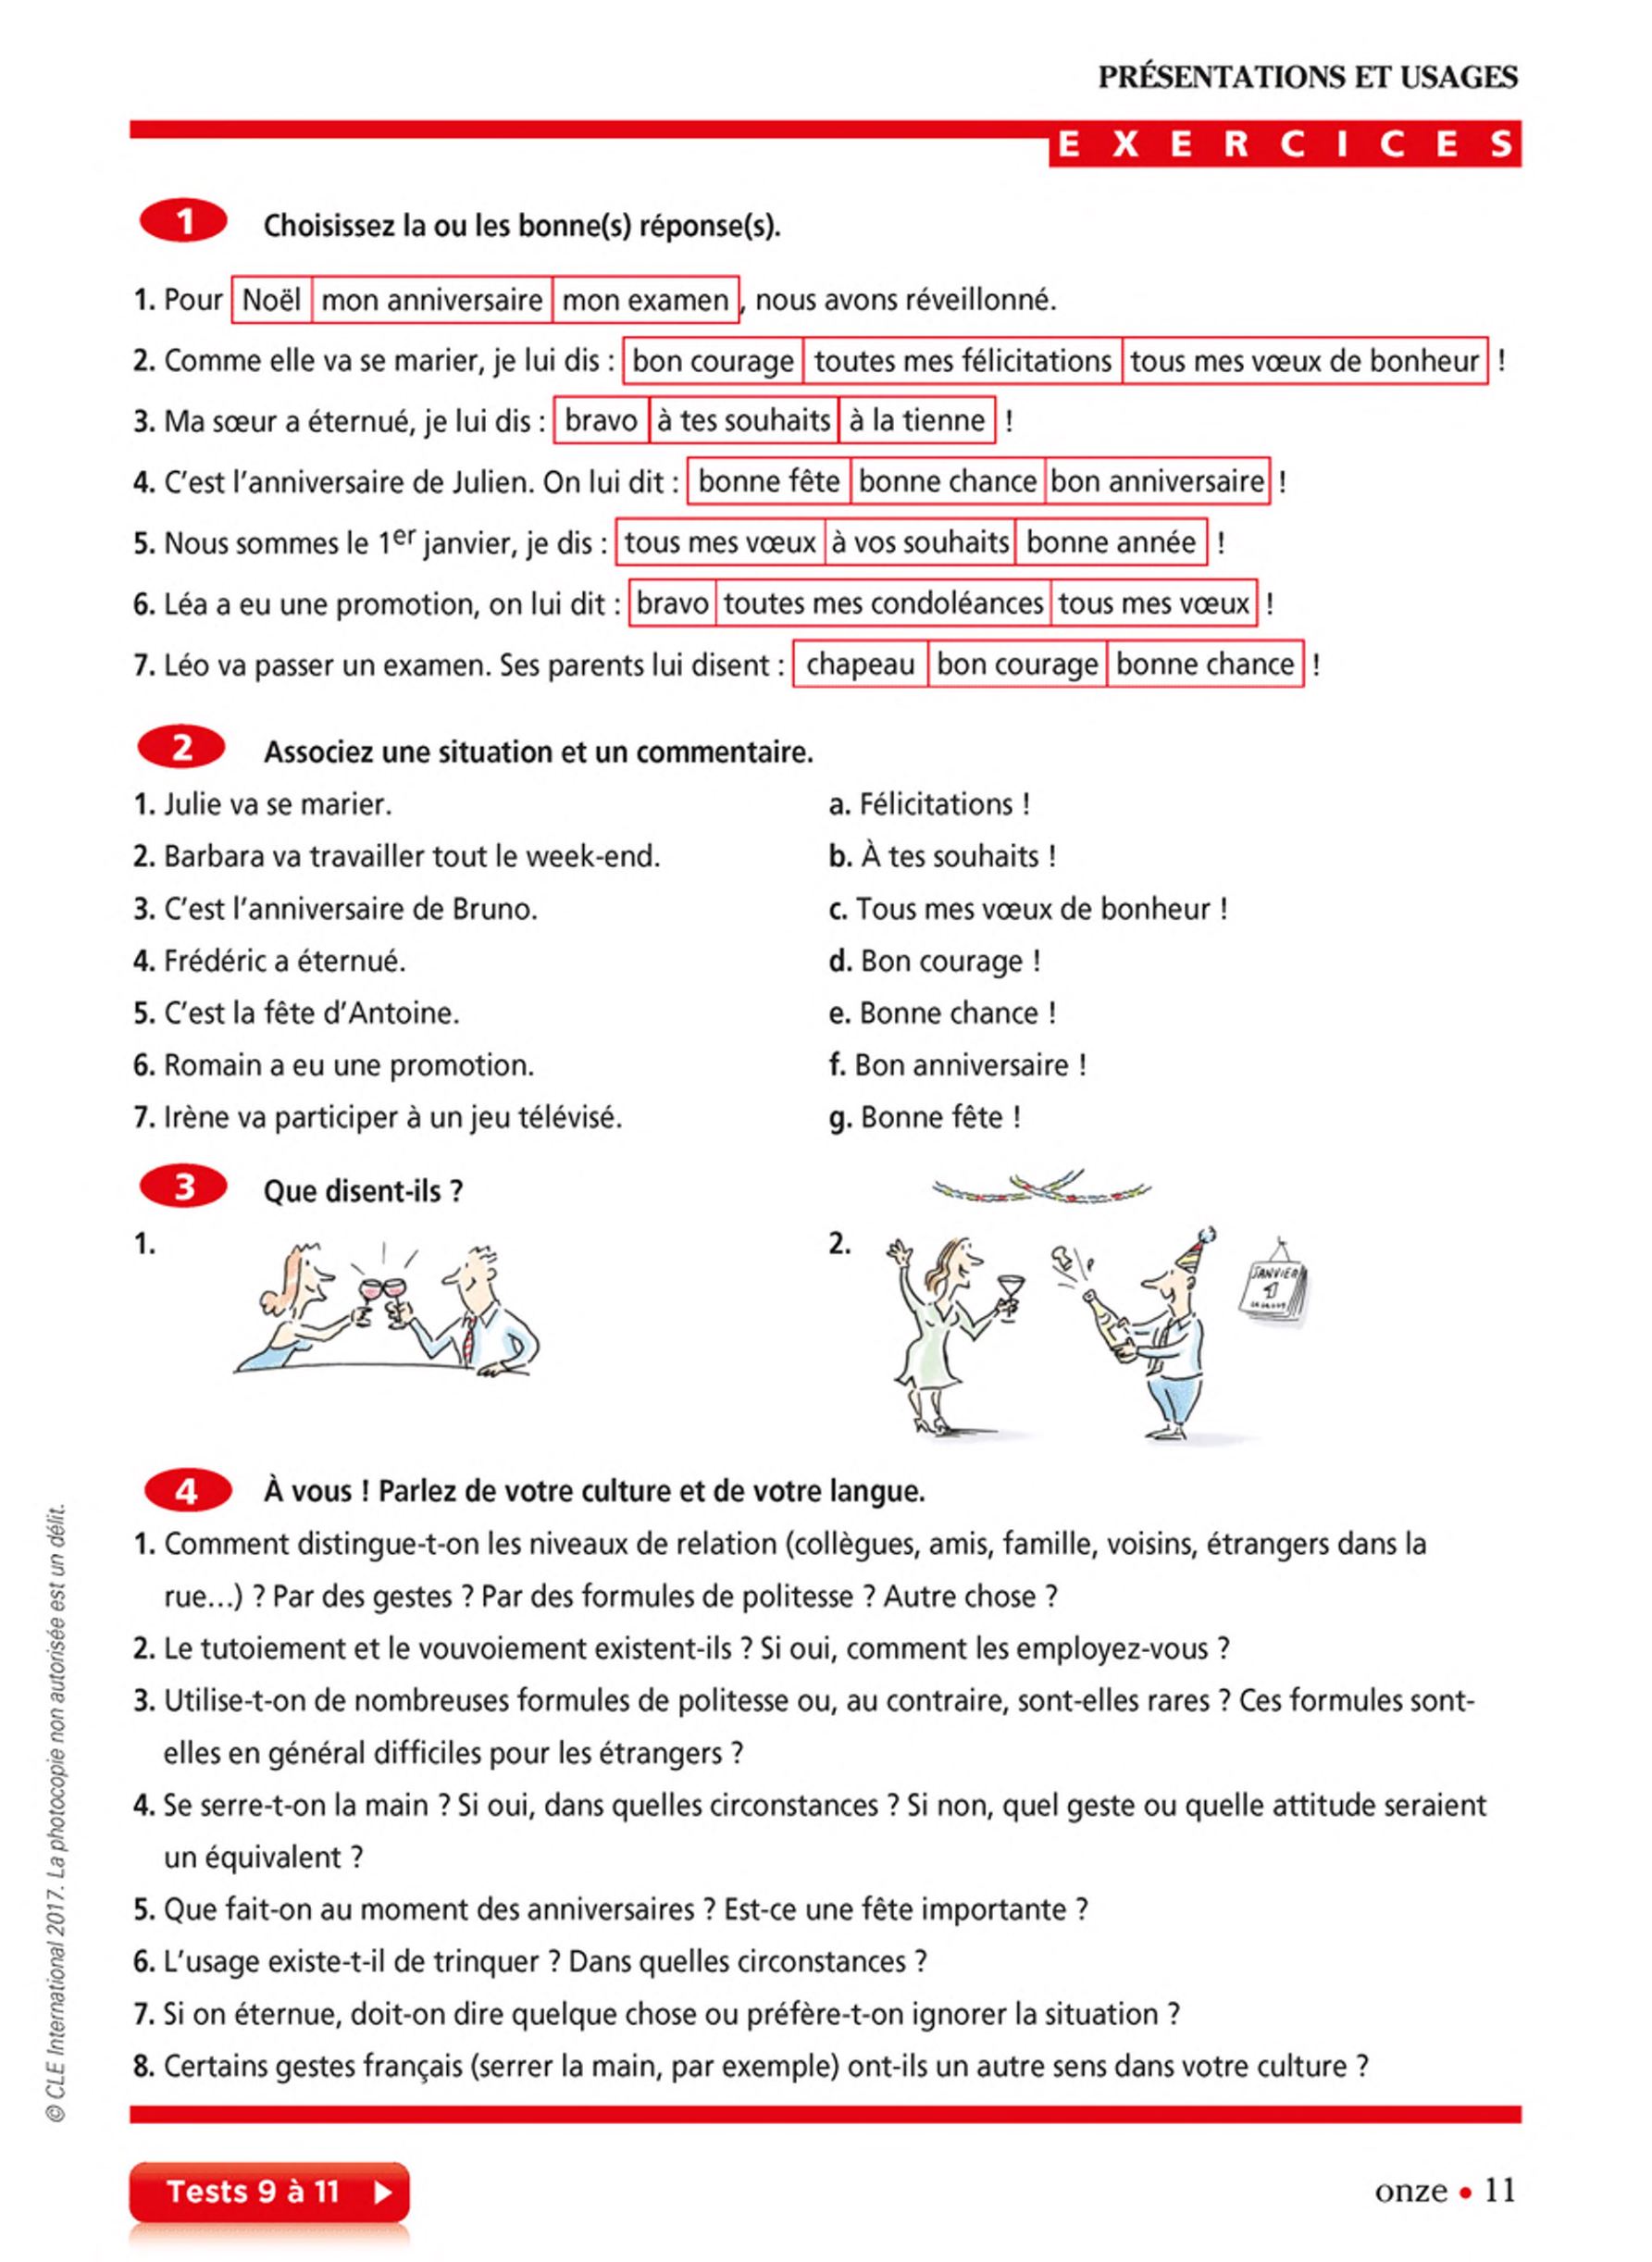 PRÉSENTATIONS ET USAGES
EXERCICES
1 Choisissez la ou les bonne(s) réponse(s).
1. Pour Noël mon anniversaire mon examen, nous avons réveillonné.
2. Comme elle va se marier, je lui dis : bon courage toutes mes félicitations tous mes vœux de bonheur !
3. Ma sœur a éternué, je lui dis : bravo à tes souhaits à la tienne !
4. C'est l'anniversaire de Julien. On lui dit : bonne fête bonne chance bon anniversaire !
5. Nous sommes le 1er janvier, je dis : tous mes vœux à vos souhaits bonne année !
6. Léa a eu une promotion, on lui dit : bravo toutes mes condoléances tous mes vœux !
7. Léo va passer un examen. Ses parents lui disent : chapeau bon courage bonne chance !
2 Associez une situation et un commentaire.
1. Julie va se marier. a. Félicitations !
2. Barbara va travailler tout le week-end. b. À tes souhaits !
3. C'est l'anniversaire de Bruno. c. Tous mes vœux de bonheur !
4. Frédéric a éternué. d. Bon courage !
5. C'est la fête d'Antoine. e. Bonne chance !
6. Romain a eu une promotion. f. Bon anniversaire !
7. Irène va participer à un jeu télévisé. g. Bonne fête !
3 Que disent-ils ?
1. 2.
JANVIER
1
4 À vous ! Parlez de votre culture et de votre langue.
1. Comment distingue-t-on les niveaux de relation (collègues, amis, famille, voisins, étrangers dans la
rue...) ? Par des gestes ? Par des formules de politesse ? Autre chose ?
2. Le tutoiement et le vouvoiement existent-ils ? Si oui, comment les employez-vous ?
3. Utilise-t-on de nombreuses formules de politesse ou, au contraire, sont-elles rares ? Ces formules sont-
elles en général difficiles pour les étrangers ?
4. Se serre-t-on la main ? Si oui, dans quelles circonstances ? Si non, quel geste ou quelle attitude seraient
un équivalent ?
5. Que fait-on au moment des anniversaires ? Est-ce une fête importante ?
6. L'usage existe-t-il de trinquer ? Dans quelles circonstances ?
7. Si on éternue, doit-on dire quelque chose ou préfère-t-on ignorer la situation ?
8. Certains gestes français (serrer la main, par exemple) ont-ils un autre sens dans votre culture ?
© CLE International 2017. La photocopie non autorisée est un délit.
Tests 9 à 11
onze • 11